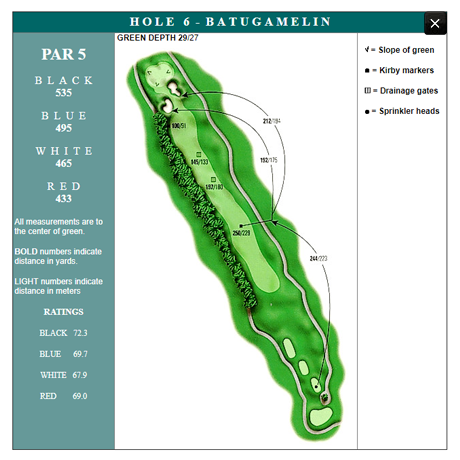 HOLE 6 - BATUGAMELIN
GREEN DEPTH 29/27
PAR 5
BLACK
535
BLUE
495
WHITE
465
RED
433
All measurements are to
the center of green.
BOLD numbers indicate
distance in yards.
LIGHT numbers indicate
distance in meters
RATINGS
BLACK 72.3
BLUE 69.7
WHITE 67.9
RED 69.0
= Slope of green
= Kirby markers
= Drainage gates
= Sprinkler heads
212/194
100/91
192/175
145/133
250/228
244/223